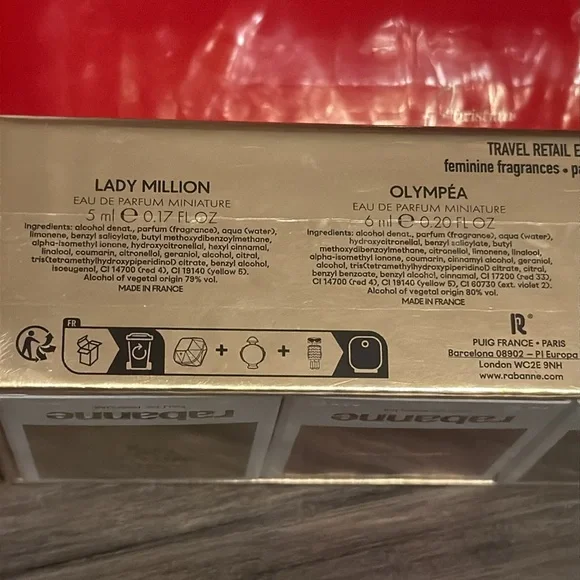 TRAVEL RETAIL E
feminine fragrances • pa
LADY MILLION
EAU DE PARFUM MINIATURE
5 ml e 0.17 FL OZ
Ingredients: alcohol denat., parfum (fragrance), aqua (water),
limonene, benzyl salicylate, butyl methoxydibenzoylmethane,
hydroxycitronellal, hexyl cinnamal,
alpha-isomethyl ionone, citronellol, geraniol, alcohol, citral,
linalool, coumarin,
tris(tetramethylhydroxypiperidinol) citrate, benzyl alcohol,
isoeugenol, CI 14700 (red 4), CI 19140 (yellow 5).
Alcohol of vegetal origin 79%
MADE IN FRANCE
OLYMPÉA
EAU DE PARFUM MINIATURE
6 ml e 0.20 FL OZ
Ingredients: alcohol denat., parfum (fragrance), aqua (water),
hydroxycitronellal, benzyl salicylate, butyl
methoxydibenzoylmethane, limonene, linalool,
alpha-isomethyl ionone, coumarin, cinnamyl alcohol, geraniol,
alcohol, tris(tetramethylhydroxypiperidinol) citrate, citral,
benzyl benzoate, benzyl alcohol, cinnamal, CI 17200 (red 33),
CI 14700 (red 4), CI 19140 (yellow 5), CI 60730 (ext. violet 2).
Alcohol of vegetal origin 80%
MADE IN FRANCE
FR
PUIG FRANCE • PARIS
Barcelona 08902 – Pl Europa
London WC2E 9NH
www.rabanne.com
rabanne
rabanne